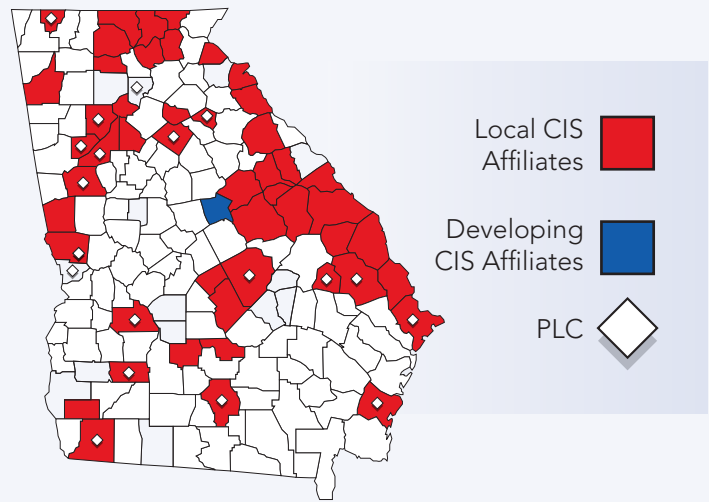 Local CIS
Affiliates
Developing
CIS Affiliates
PLC